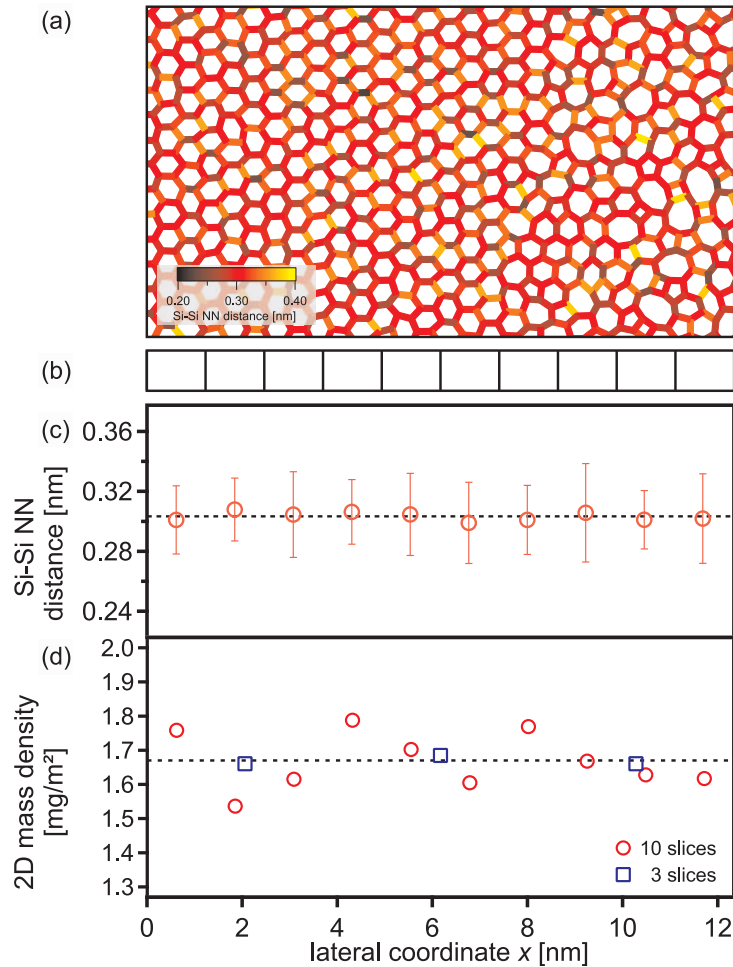 (a)
0.20 0.30 0.40
Si-Si NN distance [nm]
(b)
(c)
0.36
0.32
0.28
0.24
Si-Si NN
distance [nm]
(d)
2.0
1.9
1.8
1.7
1.6
1.5
1.4
1.3
2D mass density
[mg/m²]
10 slices
3 slices
0 2 4 6 8 10 12
lateral coordinate x [nm]